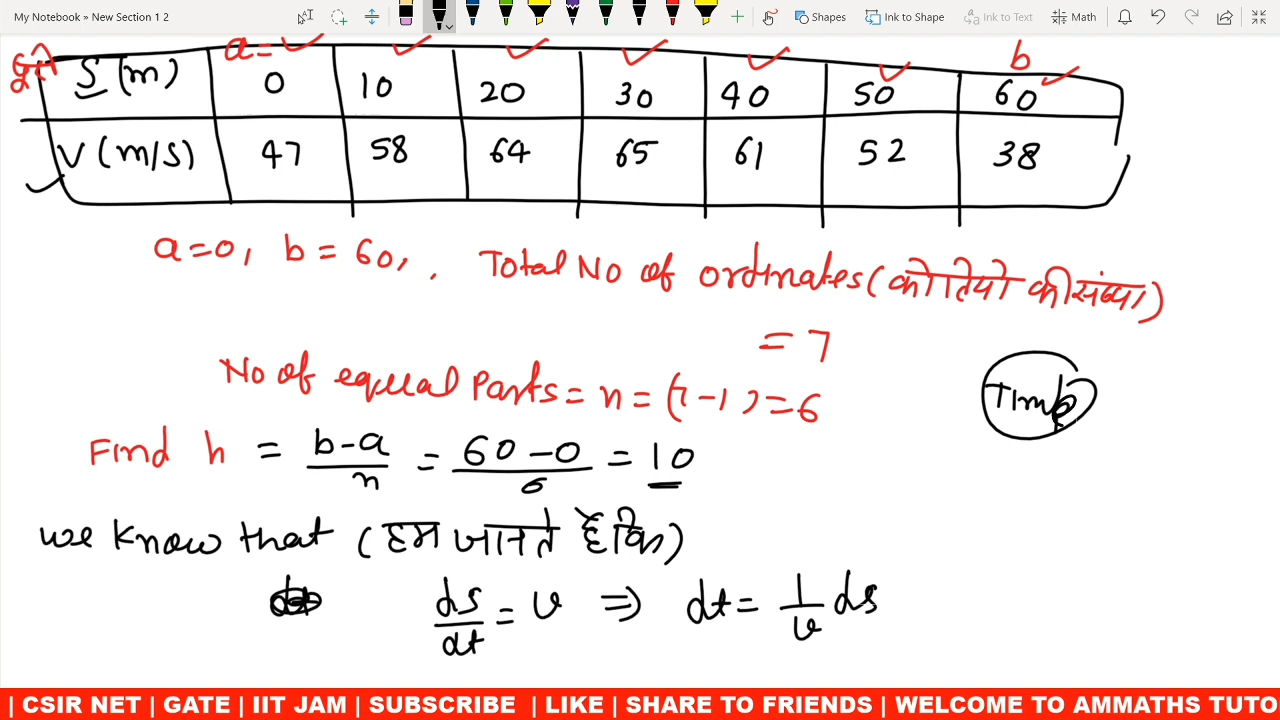 My Notebook » New Section 1 2
Shapes Ink to Shape Ink to Text Math
दूरी a= b
S (m) 0 10 20 30 40 50 60
V (m/s) 47 58 64 65 61 52 38
a=0, b = 60, , Total No of ordinates (कोटियो की संख्या)
= 7
No of equal Parts = n = (7-1) = 6
Time
Find h = b-a/n = 60-0/6 = 10
we know that (हम जानते हैं कि)
ds/dt = v ⇒ dt = 1/v ds
| CSIR NET | GATE | IIT JAM | SUBSCRIBE | LIKE | SHARE TO FRIENDS | WELCOME TO AMMATHS TUTO